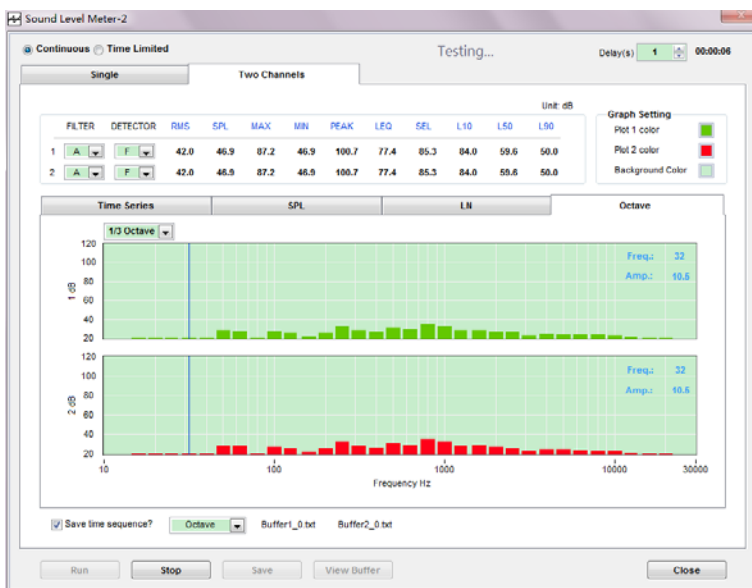 Sound Level Meter-2
Continuous Time Limited Testing... Delay(s) 1 00:00:06
Single Two Channels
Unit: dB
FILTER DETECTOR RMS SPL MAX MIN PEAK LEQ SEL L10 L50 L90
1 A F 42.0 46.9 87.2 46.9 100.7 77.4 85.3 84.0 59.6 50.0
2 A F 42.0 46.9 87.2 46.9 100.7 77.4 85.3 84.0 59.6 50.0
Graph Setting
Plot 1 color
Plot 2 color
Background Color
Time Series SPL LN Octave
1/3 Octave
120
100
80
60
40
20
1 dB
Freq.: 32
Amp.: 10.5
120
100
80
60
40
20
2 dB
Freq.: 32
Amp.: 10.5
10 100 1000 10000 30000
Frequency Hz
Save time sequence? Octave Buffer1_0.txt Buffer2_0.txt
Run Stop Save View Buffer Close